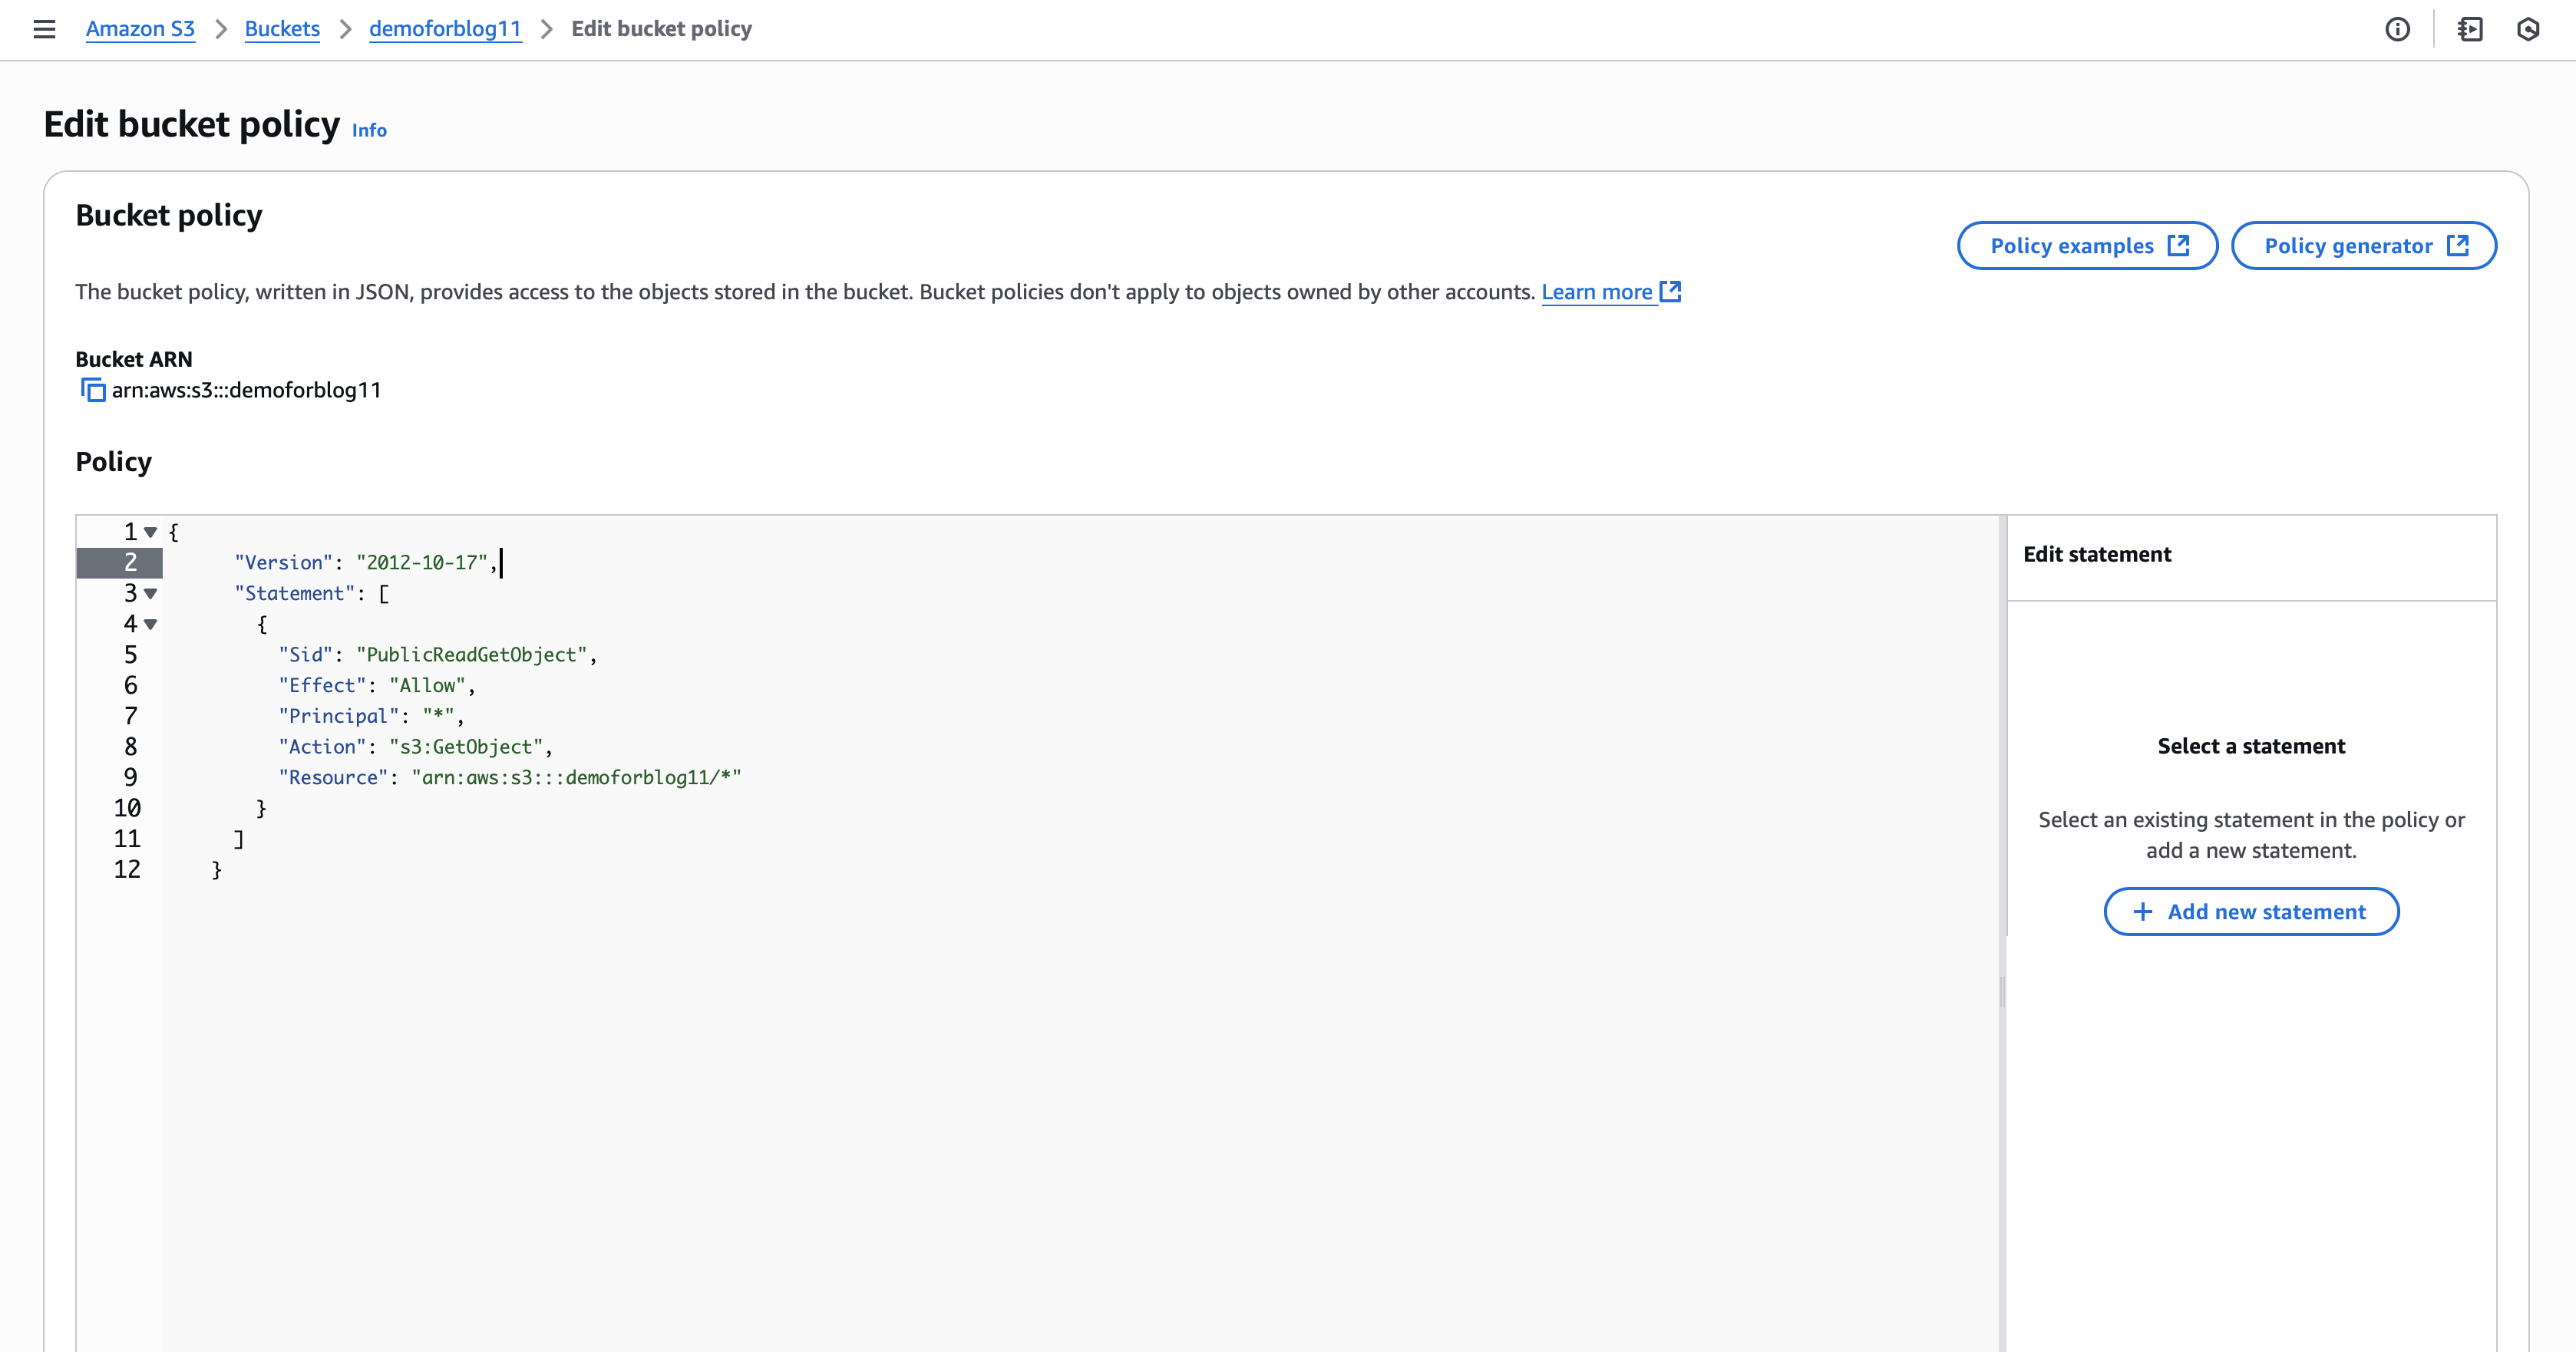 Amazon S3 > Buckets > demoforblog11 > Edit bucket policy
Edit bucket policy Info
Bucket policy
Policy examples
Policy generator
The bucket policy, written in JSON, provides access to the objects stored in the bucket. Bucket policies don't apply to objects owned by other accounts. Learn more
Bucket ARN
arn:aws:s3:::demoforblog11
Policy
1 {
2 "Version": "2012-10-17",
3 "Statement": [
4 {
5 "Sid": "PublicReadGetObject",
6 "Effect": "Allow",
7 "Principal": "*",
8 "Action": "s3:GetObject",
9 "Resource": "arn:aws:s3:::demoforblog11/*"
10 }
11 ]
12 }
Edit statement
Select a statement
Select an existing statement in the policy or
add a new statement.
+ Add new statement